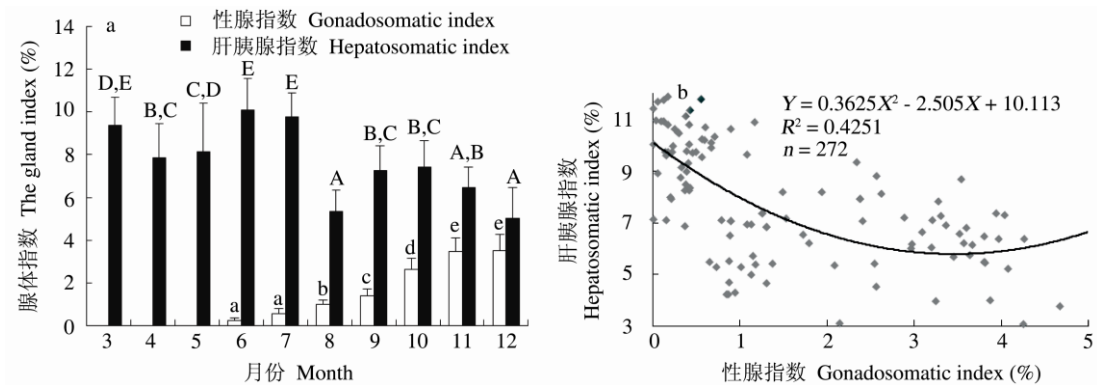 a
□ 性腺指数 Gonadosomatic index
■ 肝胰腺指数 Hepatosomatic index
腺体指数 The gland index (%)
14
12
10
8
6
4
2
0
D,E
B,C
C,D
E
E
A
B,C
B,C
A,B
A
a
a
b
c
d
e
e
3 4 5 6 7 8 9 10 11 12
月份 Month
b
Y = 0.3625X² - 2.505X + 10.113
R² = 0.4251
n = 272
肝胰腺指数
Hepatosomatic index (%)
11
9
7
5
3
0 1 2 3 4 5
性腺指数 Gonadosomatic index (%)